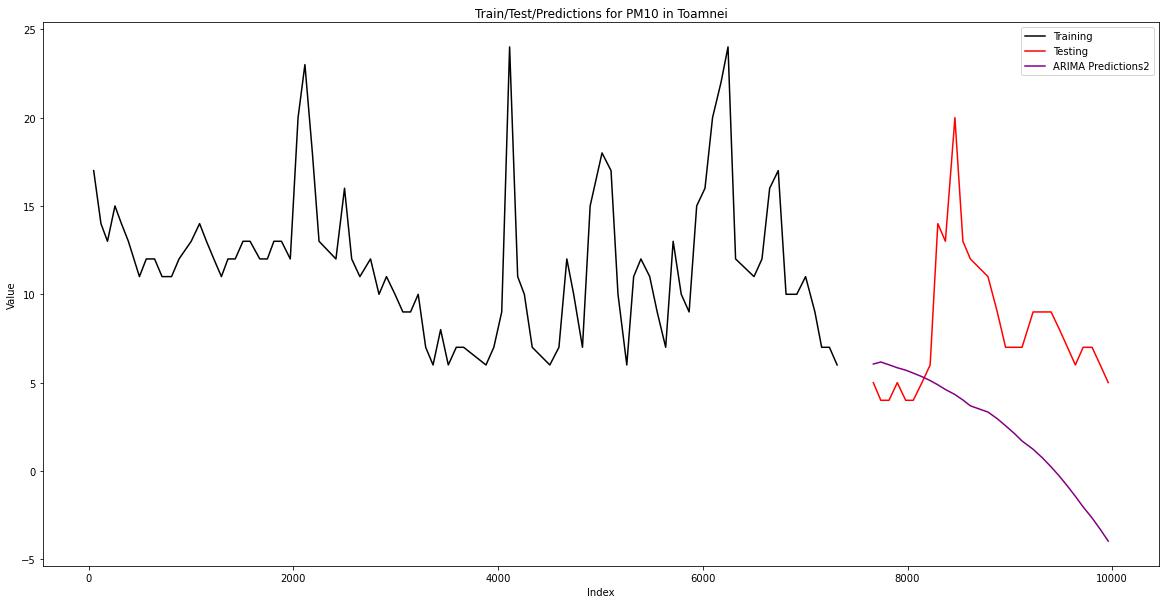 Train/Test/Predictions for PM10 in Toamnei
Training
Testing
ARIMA Predictions2
Value
25
20
15
10
5
0
−5
0 2000 4000 6000 8000 10000
Index